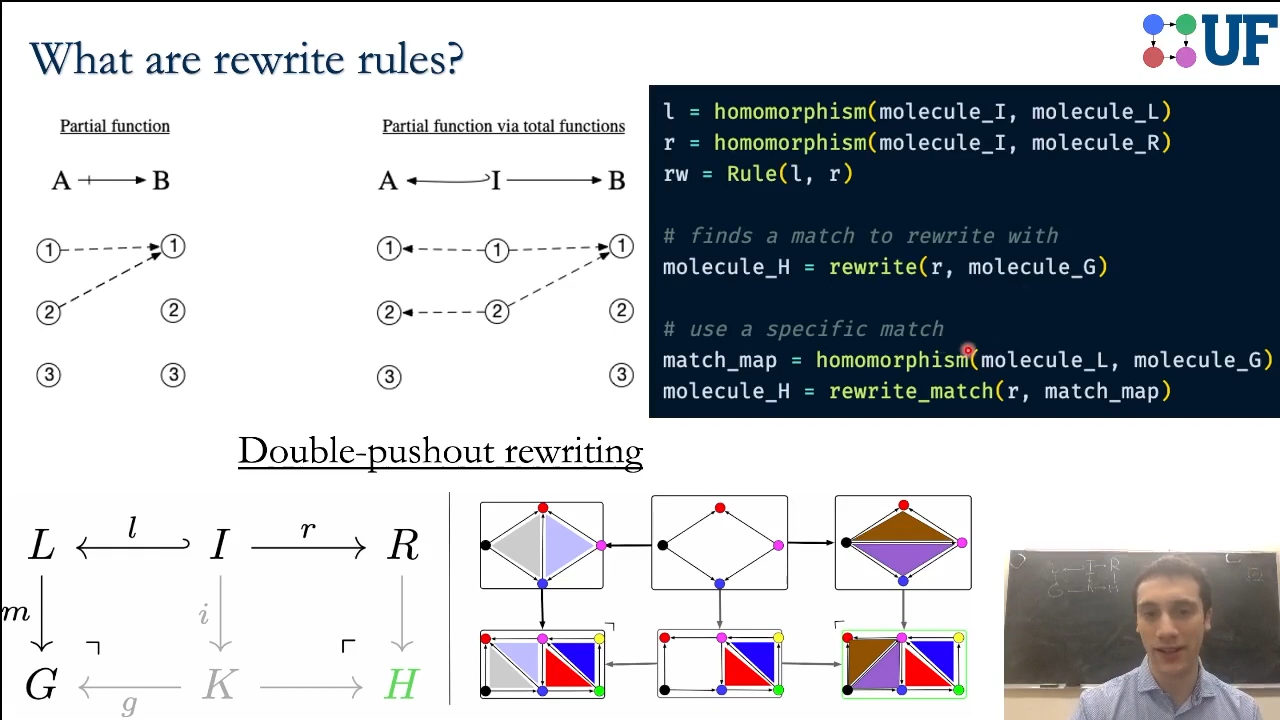 What are rewrite rules?
UF
Partial function
Partial function via total functions
A B
A I B
1 1
1 1 1
2 2
2 2 2
3 3
3 3
l = homomorphism(molecule_I, molecule_L)
r = homomorphism(molecule_I, molecule_R)
rw = Rule(l, r)
# finds a match to rewrite with
molecule_H = rewrite(r, molecule_G)
# use a specific match
match_map = homomorphism(molecule_L, molecule_G)
molecule_H = rewrite_match(r, match_map)
Double-pushout rewriting
l r
L I R
m i
G K H
g